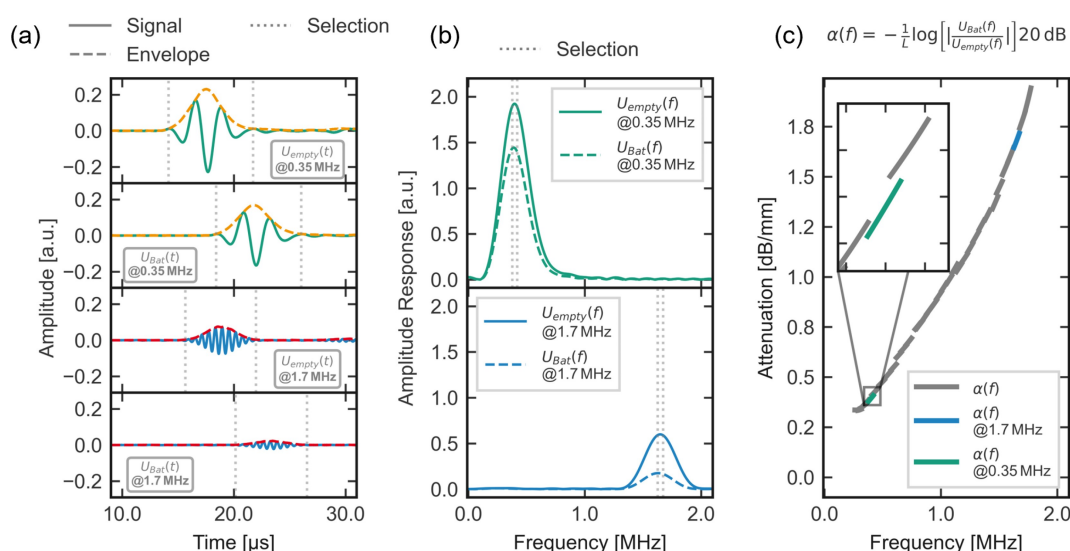 (a)
Signal
Envelope
Selection
Amplitude [a.u.]
0.2
0.0
−0.2
U_empty(t)
@0.35 MHz
0.2
0.0
−0.2
U_Bat(t)
@0.35 MHz
0.2
0.0
−0.2
U_empty(t)
@1.7 MHz
0.2
0.0
−0.2
U_Bat(t)
@1.7 MHz
10.0 20.0 30.0
Time [µs]
(b)
Selection
Amplitude Response [a.u.]
2.0
1.5
1.0
0.5
0.0
U_empty(f)
@0.35 MHz
U_Bat(f)
@0.35 MHz
2.0
1.5
1.0
0.5
0.0
U_empty(f)
@1.7 MHz
U_Bat(f)
@1.7 MHz
0.0 1.0 2.0
Frequency [MHz]
(c)
α(f) = −1/L log[|U_Bat(f)/U_empty(f)|]20 dB
Attenuation [dB/mm]
1.8
1.5
1.2
1.0
0.8
0.5
0.2
0.0
α(f)
α(f)
@1.7 MHz
α(f)
@0.35 MHz
0.0 1.0 2.0
Frequency [MHz]